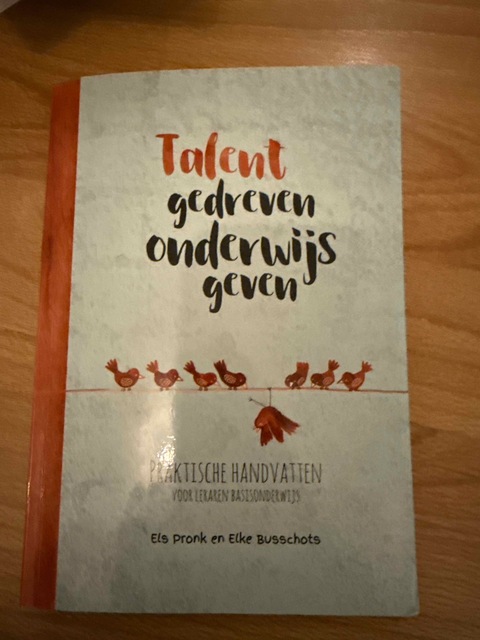 Talent
gedreven
onderwijs
geven
PRAKTISCHE HANDVATTEN
VOOR LERAREN BASISONDERWIJS
Els Pronk en Elke Busschots